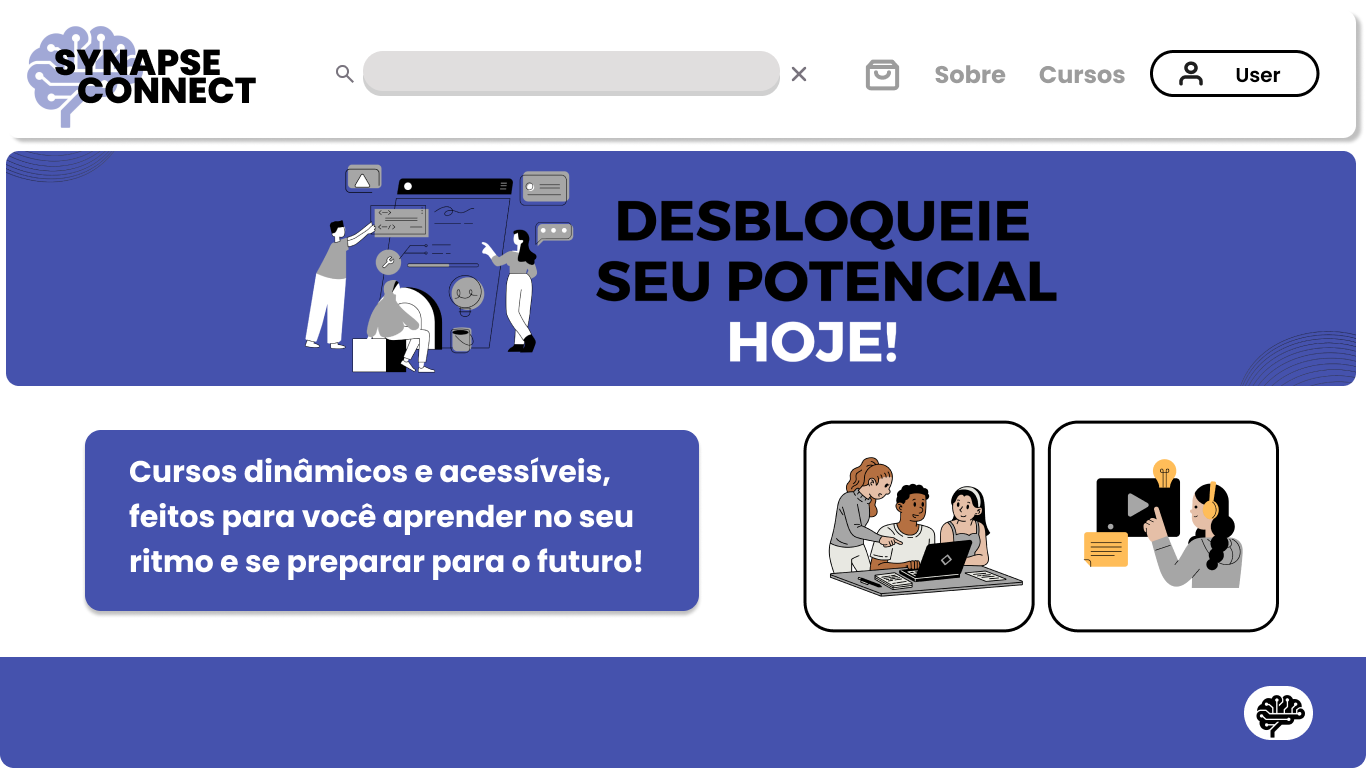 SYNAPSE
CONNECT
Sobre
Cursos
User
DESBLOQUEIE
SEU POTENCIAL
HOJE!
Cursos dinâmicos e acessíveis,
feitos para você aprender no seu
ritmo e se preparar para o futuro!